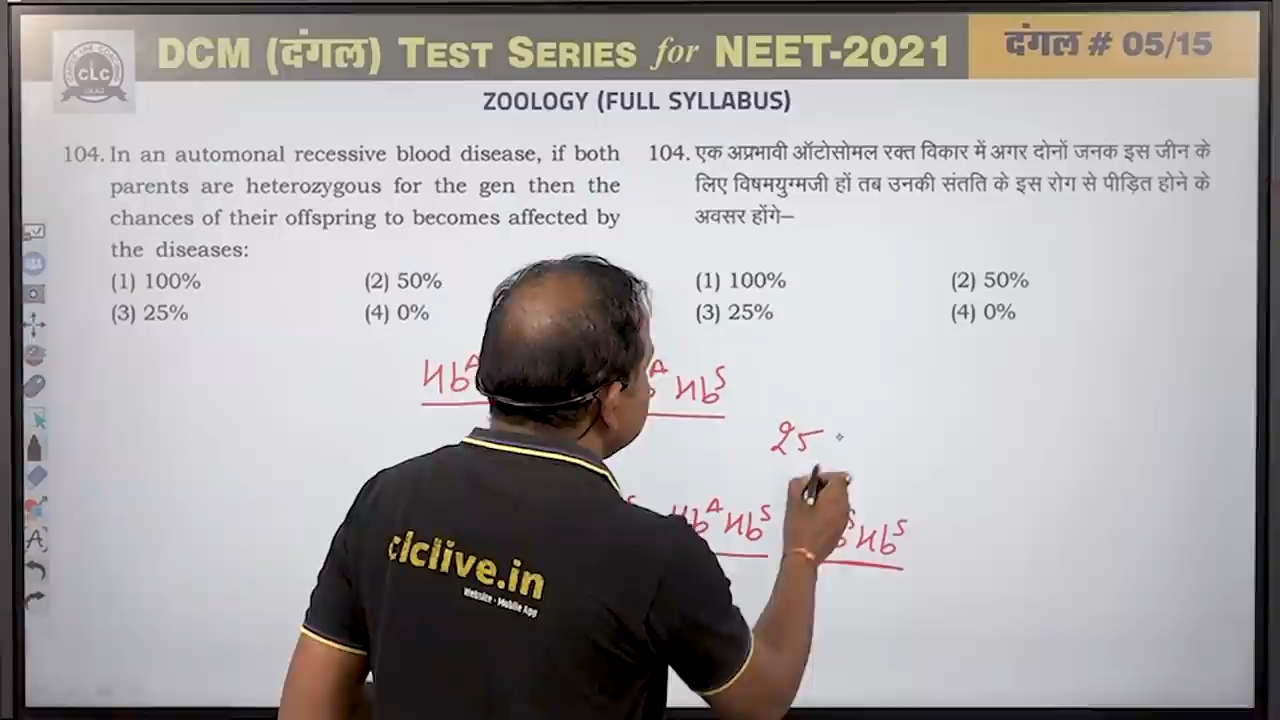 DCM (दंगल) TEST SERIES for NEET-2021
दंगल # 05/15
CLC
ZOOLOGY (FULL SYLLABUS)
104. In an automonal recessive blood disease, if both
parents are heterozygous for the gen then the
chances of their offspring to becomes affected by
the diseases:
(1) 100% (2) 50%
(3) 25% (4) 0%
104. एक अप्रभावी ऑटोसोमल रक्त विकार में अगर दोनों जनक इस जीन के
लिए विषमयुग्मजी हों तब उनकी संतति के इस रोग से पीड़ित होने के
अवसर होंगे–
(1) 100% (2) 50%
(3) 25% (4) 0%
Hb^A Hb^S
25
Hb^A Hb^S Hb^S
clclive.in
Website - Mobile App